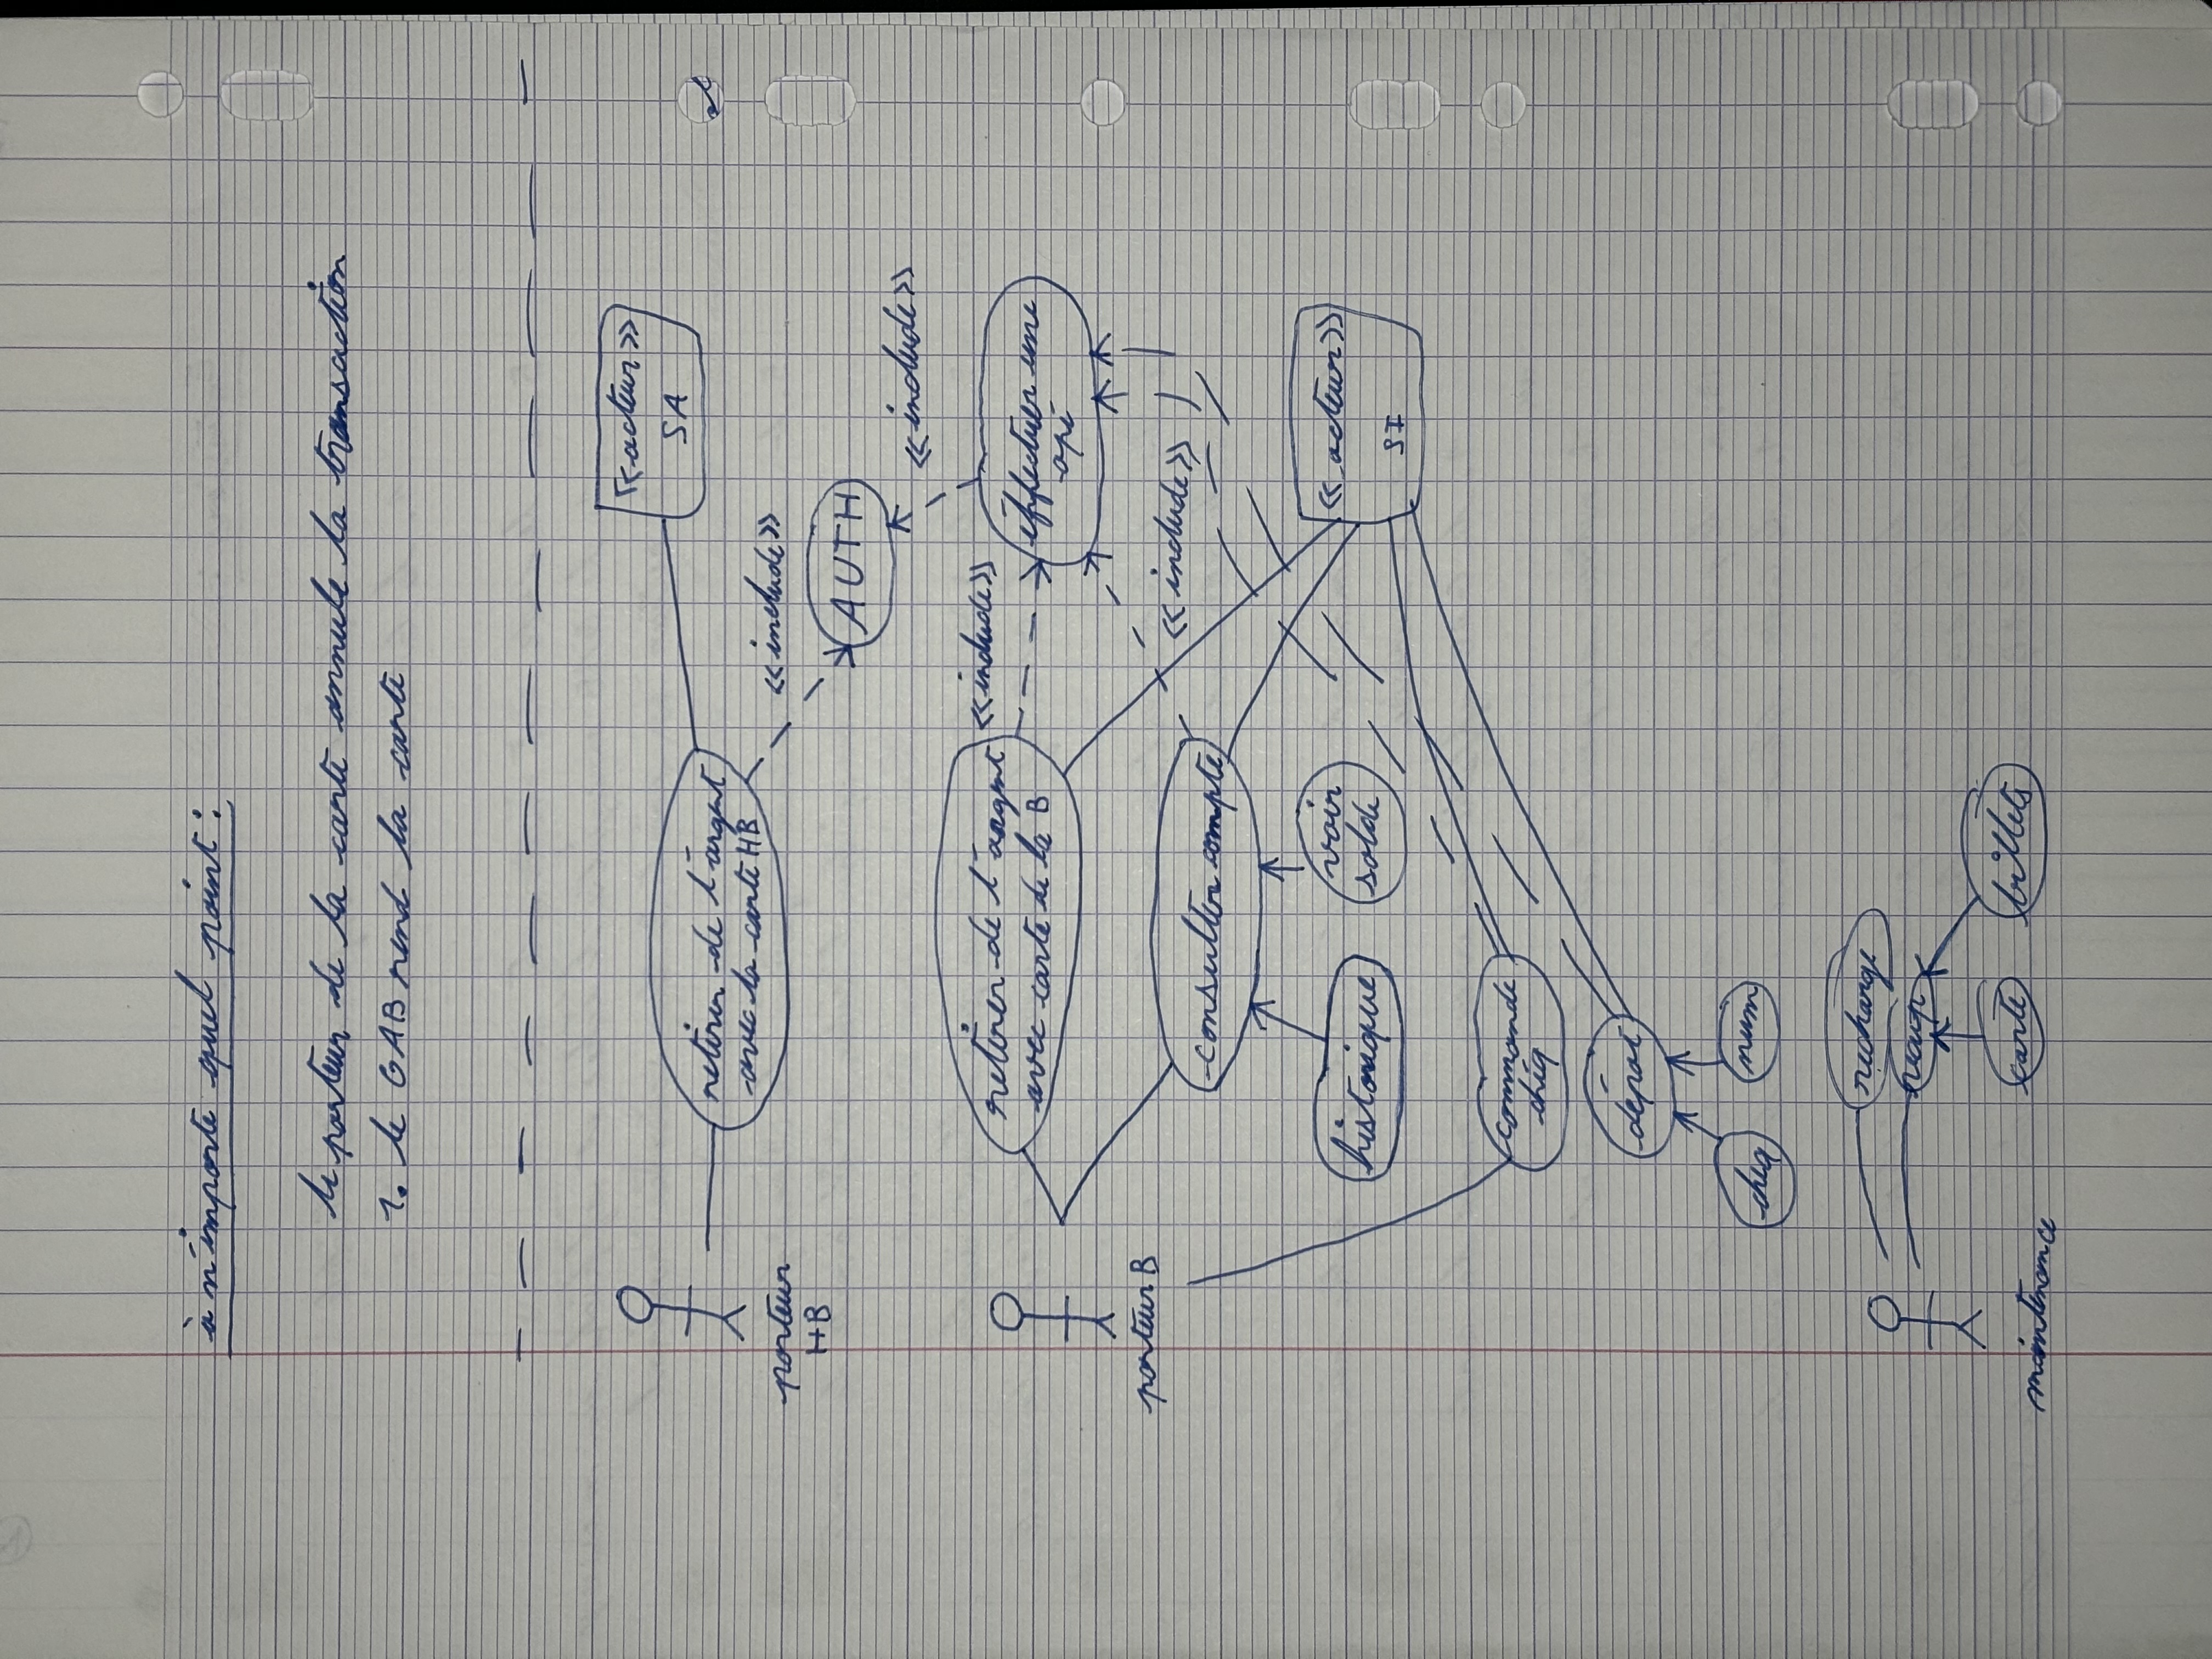 à n'importe quel point :
le porteur de la carte annule la transaction
1. le GAB rend la carte
<<acteur>>
SA
retirer de l'argent
avec la carte HB
porteur
HB
<<include>>
AUTH
<<include>>
retirer de l'argent
avec carte de la B
<<include>>
éffectuer une
opé
porteur B
<<include>>
consulter compte
historique
voir
solde
<<acteur>>
SI
commande
chéq
dépot
chéq
num
recharge
recup
carte
billets
maintenance